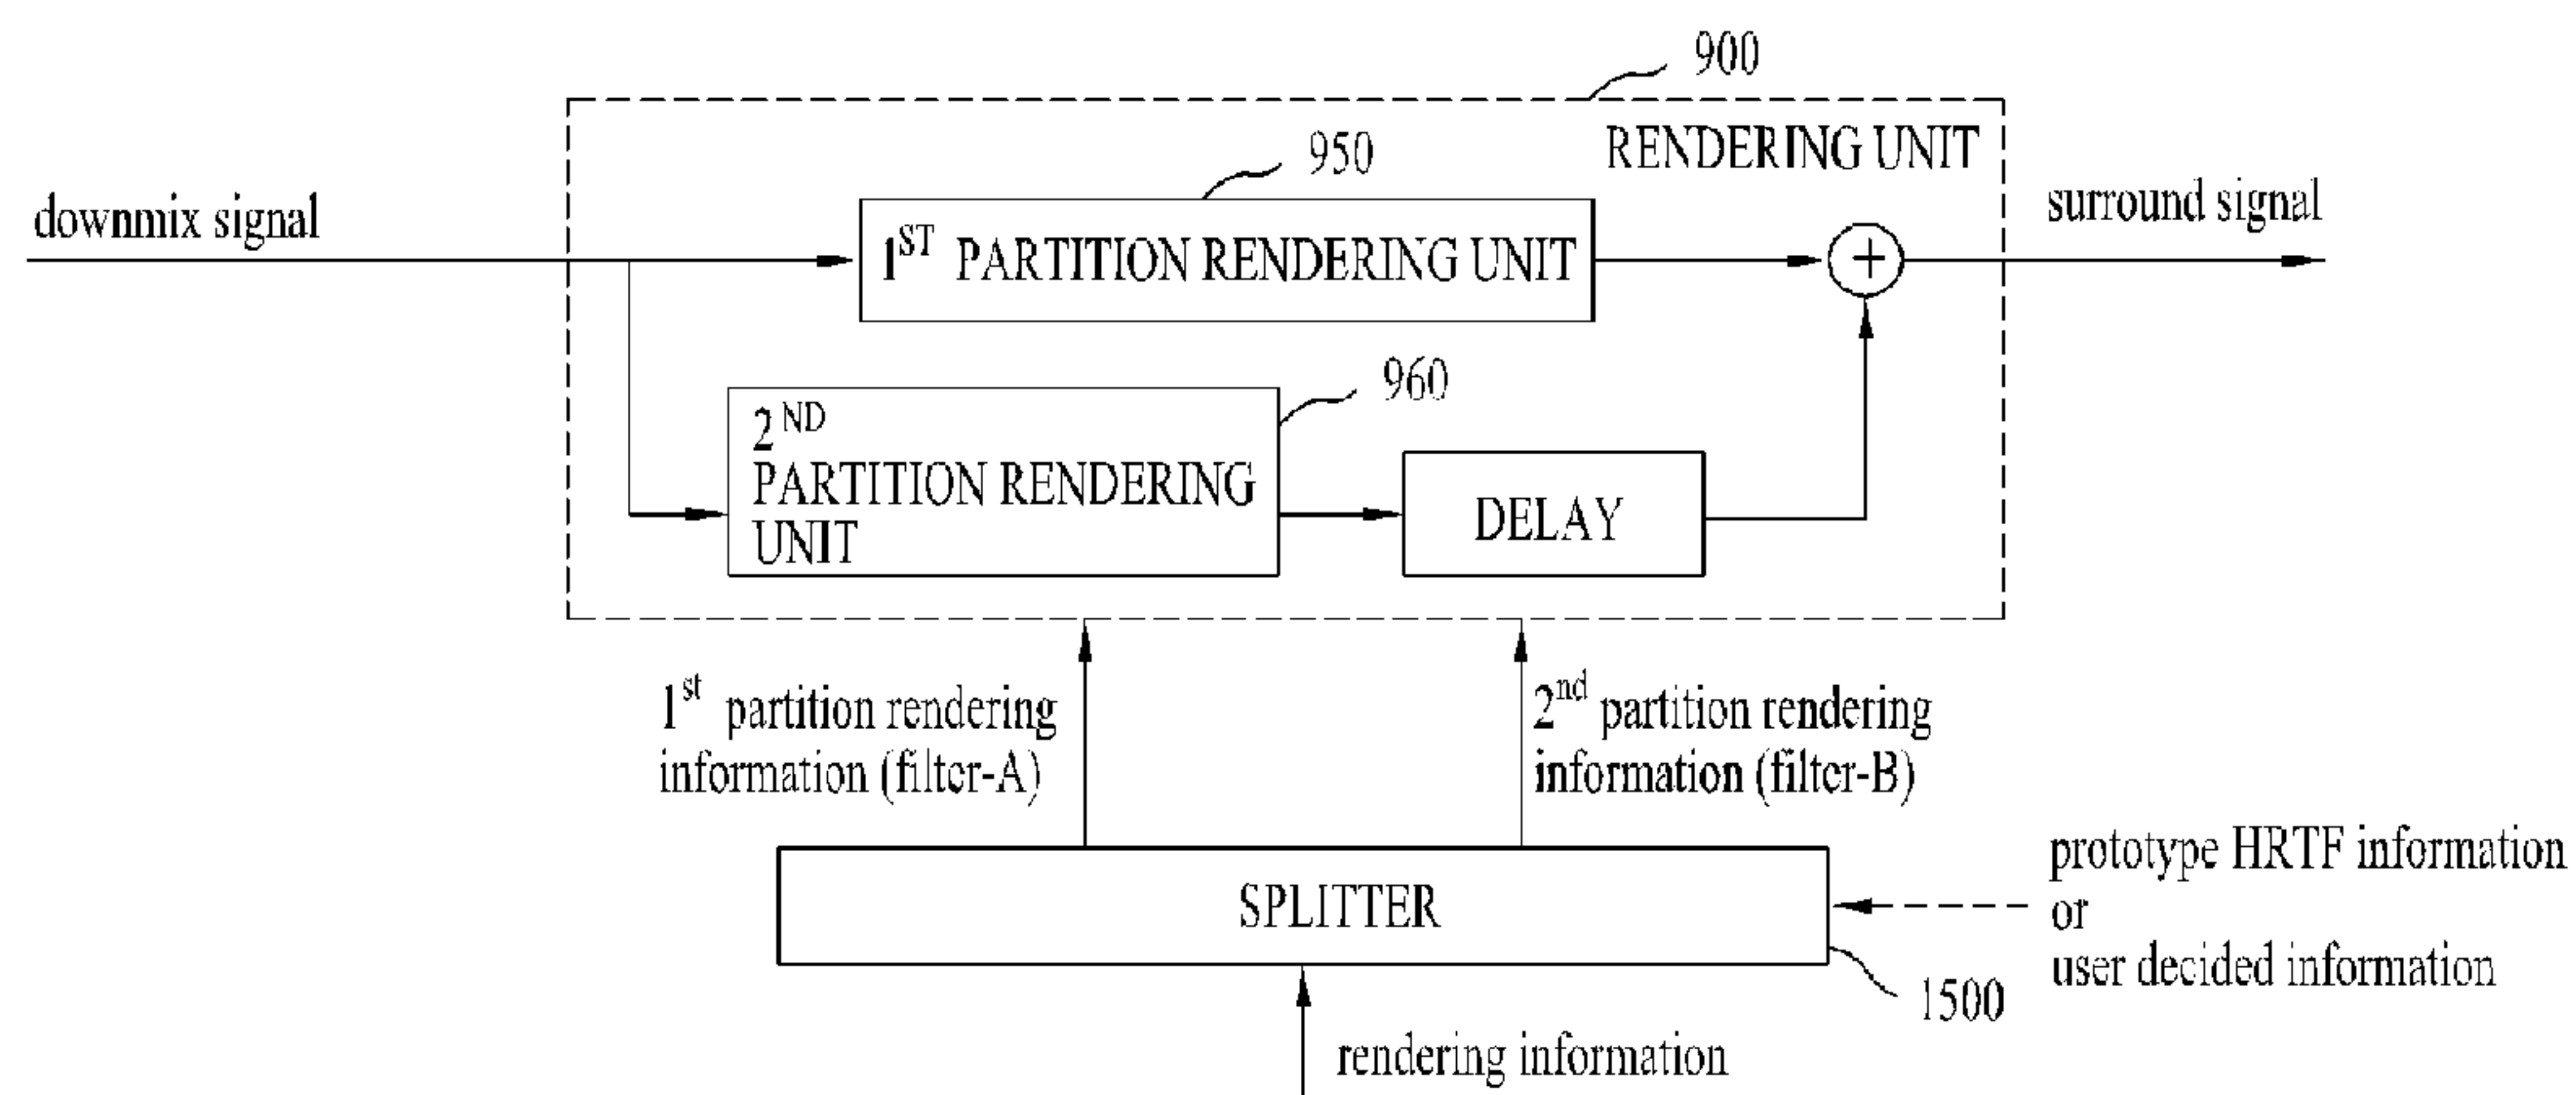 900
RENDERING UNIT
950
downmix signal
surround signal
1ST PARTITION RENDERING UNIT
+
960
2ND
PARTITION RENDERING
UNIT
DELAY
1st partition rendering
information (filter-A)
2nd partition rendering
information (filter-B)
SPLITTER
prototype HRTF information
or
user decided information
1500
rendering information